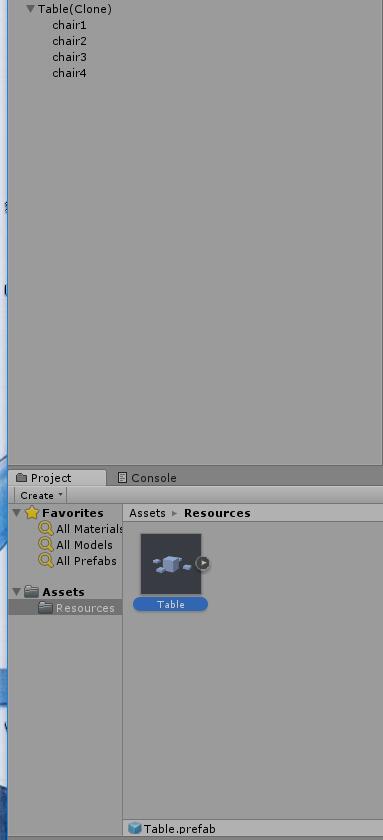 Table(Clone)
chair1
chair2
chair3
chair4
Project
Console
Create
Favorites
All Materials
All Models
All Prefabs
Assets
Resources
Assets ▸ Resources
Table
Table.prefab